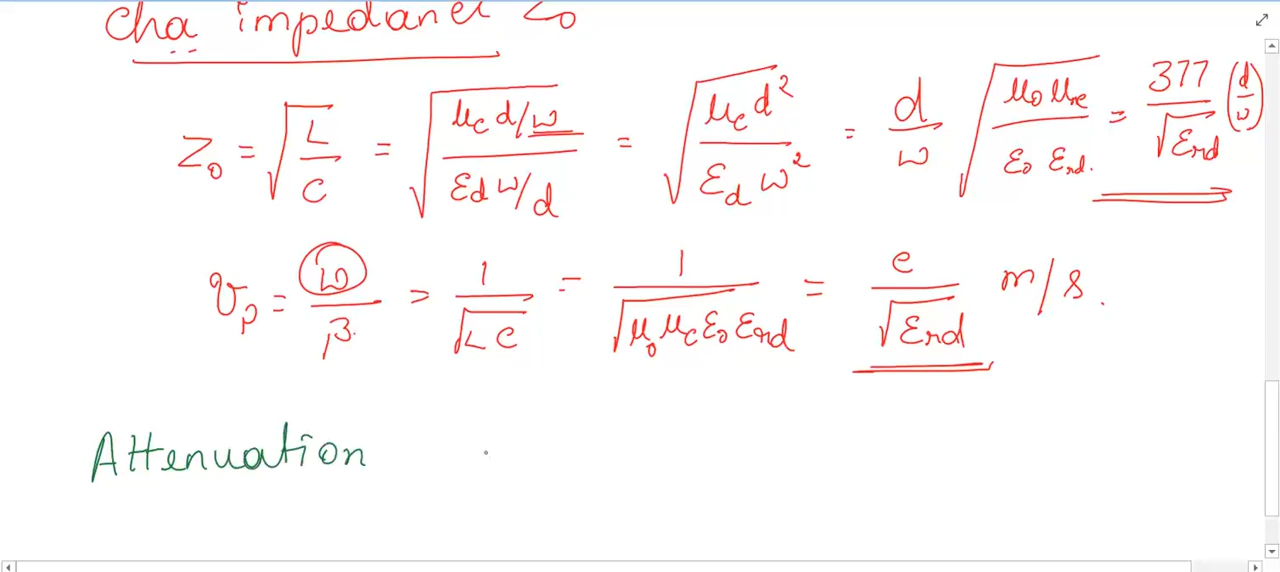 Cha impedance Z₀
Z₀ = √(L/C) = √((μc d/w)/(εd w/d)) = √(μc d²/(εd w²)) = d/w √(μ₀ μrc/(ε₀ εrd)) = 377/√εrd (d/w)
vp = ω/β = 1/√(LC) = 1/√(μ₀ μc ε₀ εrd) = c/√εrd m/s.
Attenuation